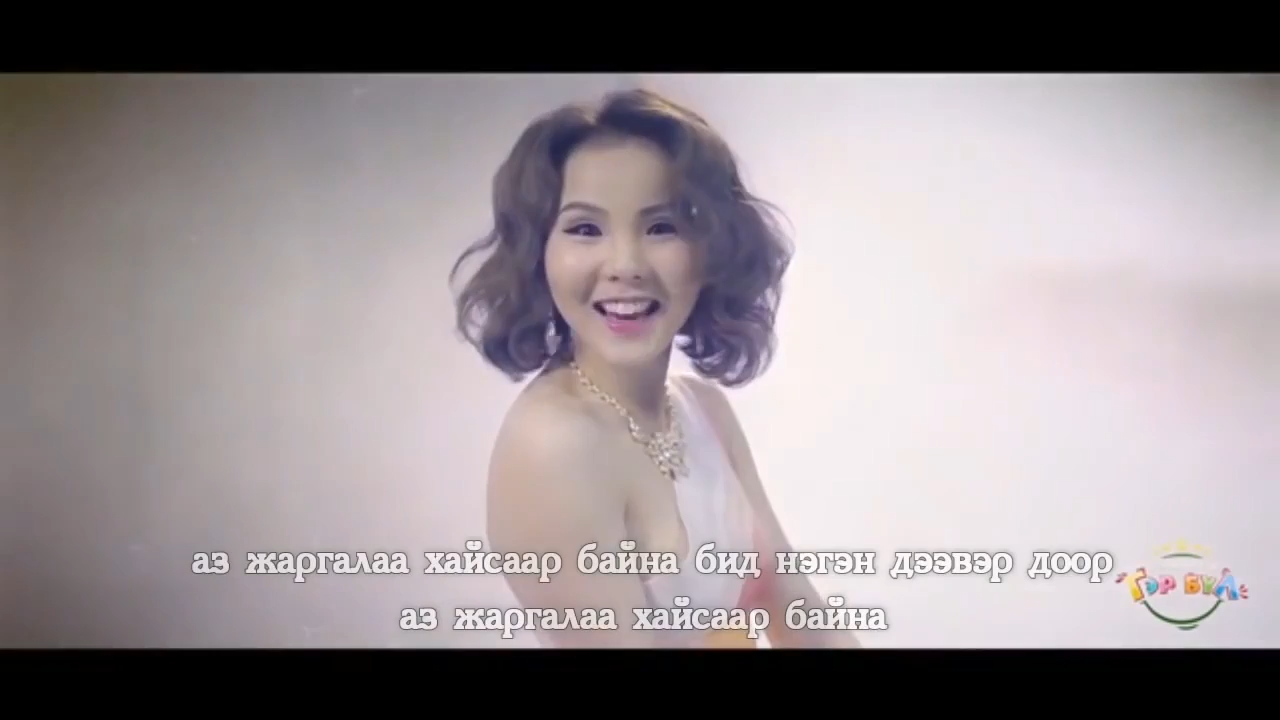 аз жаргалаа хайсаар байна бид нэгэн дээвэр доор
аз жаргалаа хайсаар байна
ГЭР БҮЛ